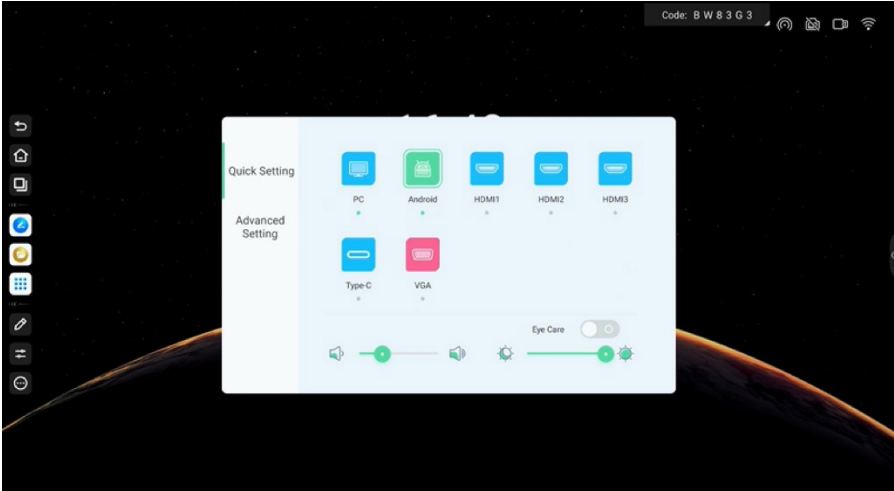 Code: B W 8 3 G 3
Quick Setting
Advanced
Setting
PC
Android
HDMI1
HDMI2
HDMI3
Type-C
VGA
Eye Care